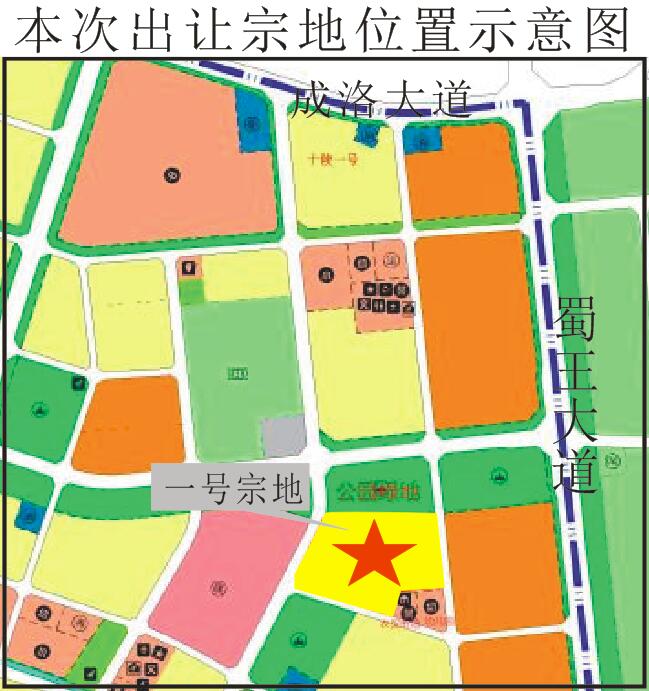 本次出让宗地位置示意图
成洛大道
十陵一号
蜀王大道
公园绿地
一号宗地